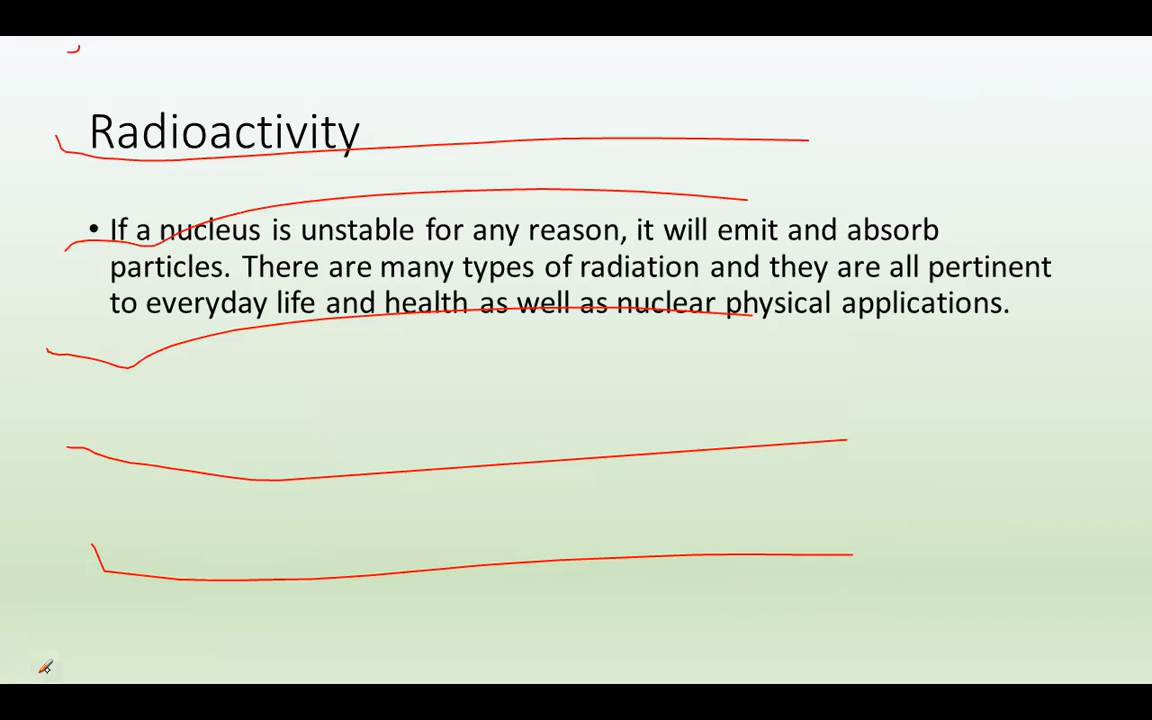 Radioactivity
• If a nucleus is unstable for any reason, it will emit and absorb
particles. There are many types of radiation and they are all pertinent
to everyday life and health as well as nuclear physical applications.